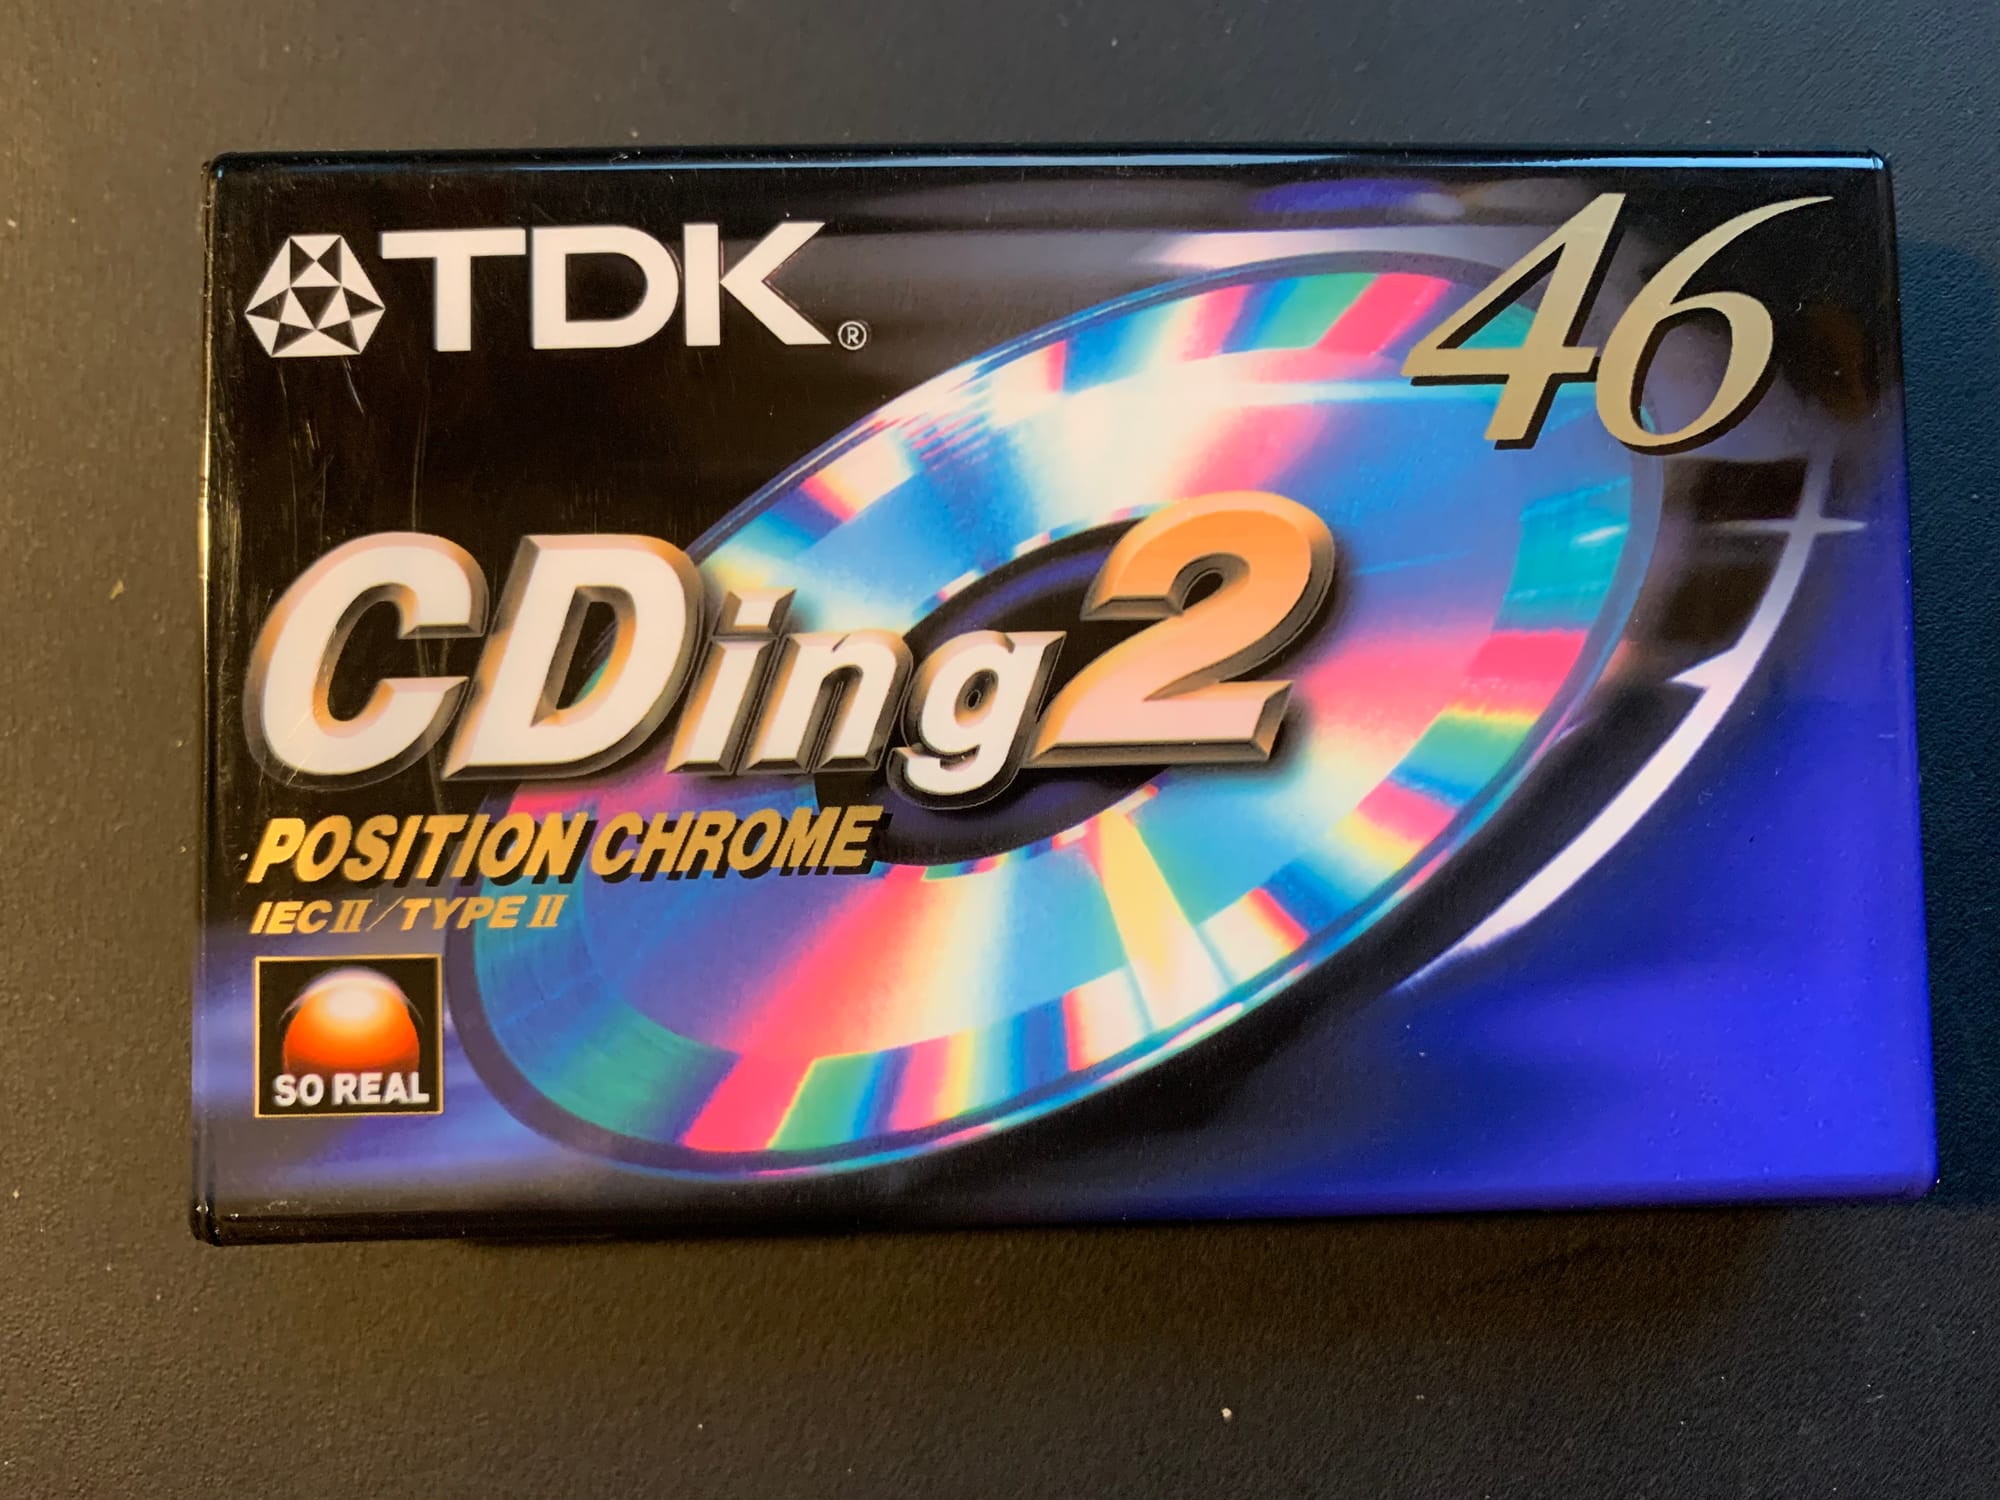 TDK®
46
CDing2
POSITION CHROME
IEC II/TYPE II
SO REAL